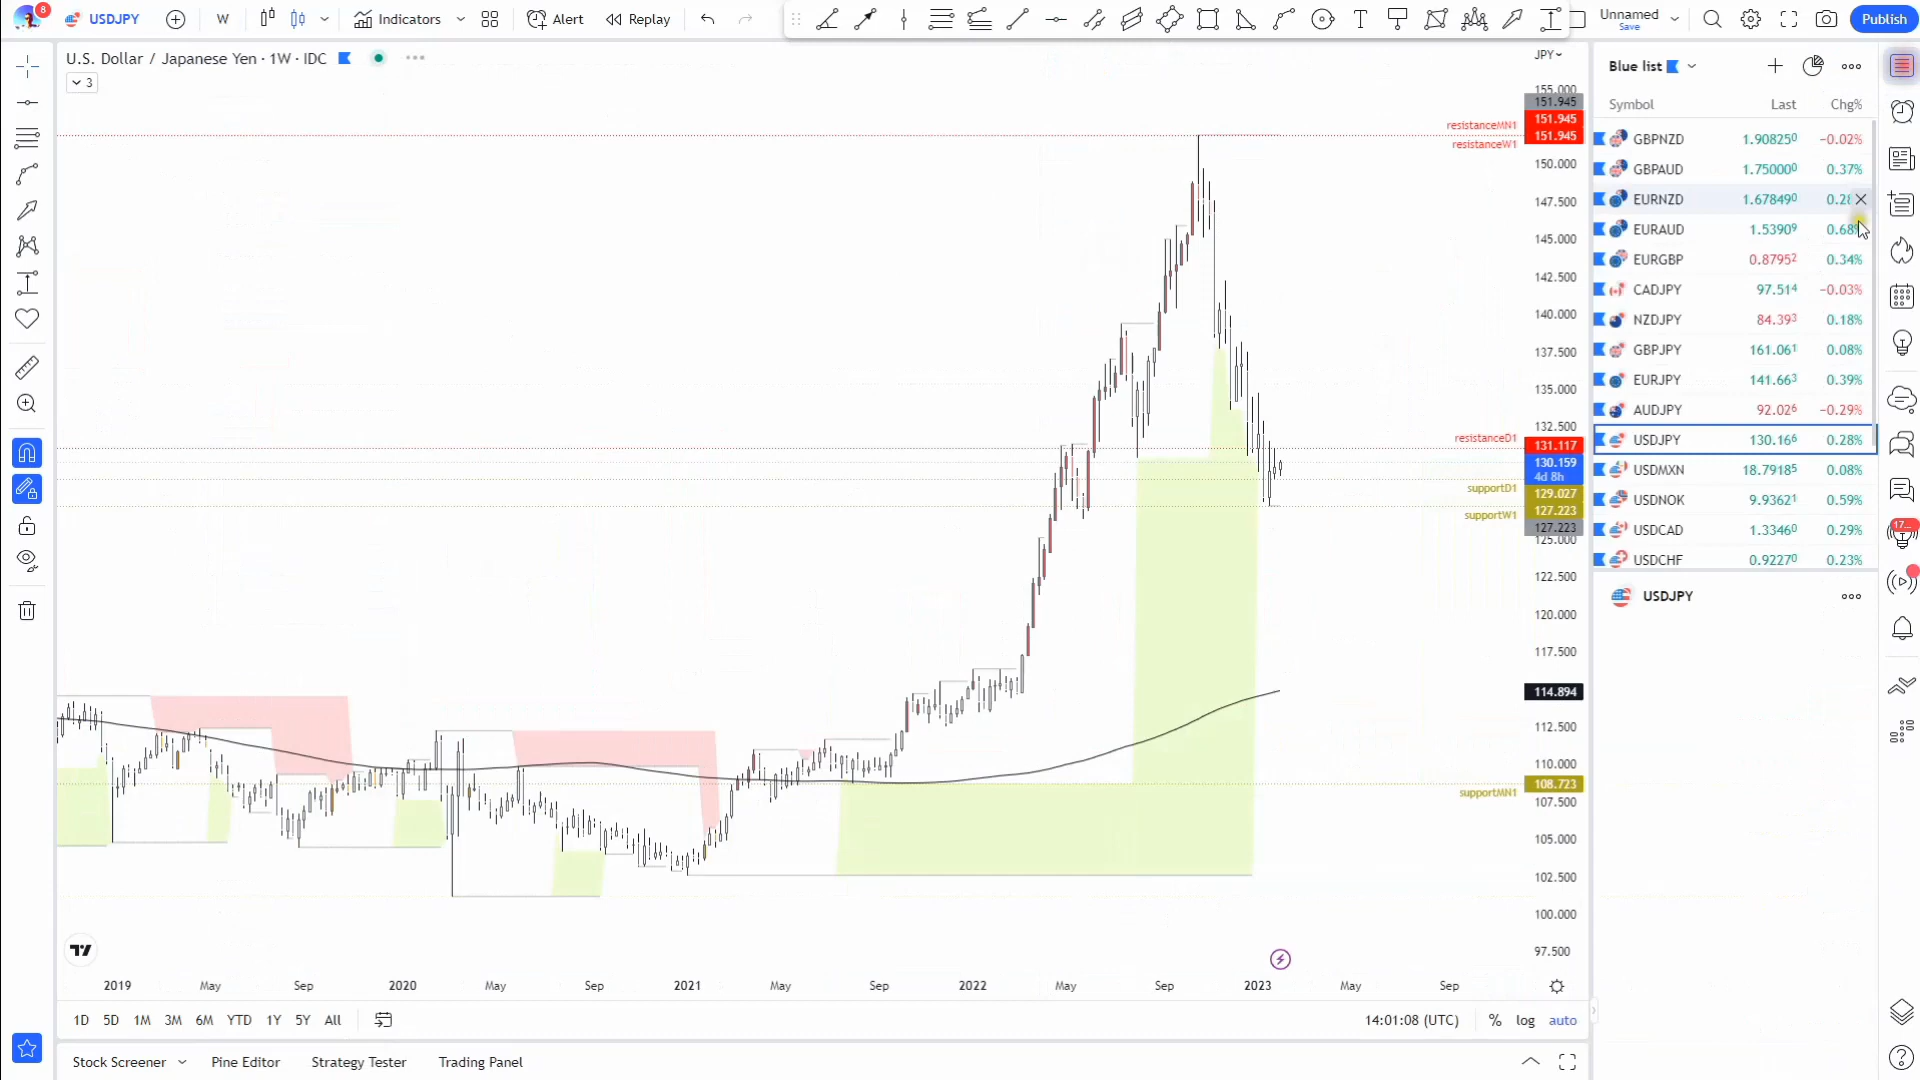 8
USDJPY
W
Indicators
Alert
Replay
Unnamed
Save
Publish
U.S. Dollar / Japanese Yen · 1W · IDC
3
JPY
155.000
151.945
151.945
151.945
150.000
147.500
145.000
142.500
140.000
137.500
135.000
132.500
131.117
130.159
4d 8h
129.027
127.223
127.223
125.000
122.500
120.000
117.500
114.894
112.500
110.000
108.723
107.500
105.000
102.500
100.000
97.500
resistanceMN1
resistanceW1
resistanceD1
supportD1
supportW1
supportMN1
2019 May Sep 2020 May Sep 2021 May Sep 2022 May Sep 2023 May Sep
1D 5D 1M 3M 6M YTD 1Y 5Y All
14:01:08 (UTC) % log auto
Stock Screener Pine Editor Strategy Tester Trading Panel
Blue list
Symbol Last Chg%
GBPNZD 1.908250 −0.02%
GBPAUD 1.750000 0.37%
EURNZD 1.678490 0.28
EURAUD 1.53909 0.68%
EURGBP 0.87952 0.34%
CADJPY 97.514 −0.03%
NZDJPY 84.393 0.18%
GBPJPY 161.061 0.08%
EURJPY 141.663 0.39%
AUDJPY 92.026 −0.29%
USDJPY 130.166 0.28%
USDMXN 18.79185 0.08%
USDNOK 9.93621 0.59%
USDCAD 1.33460 0.29%
USDCHF 0.92270 0.23%
USDJPY
17...